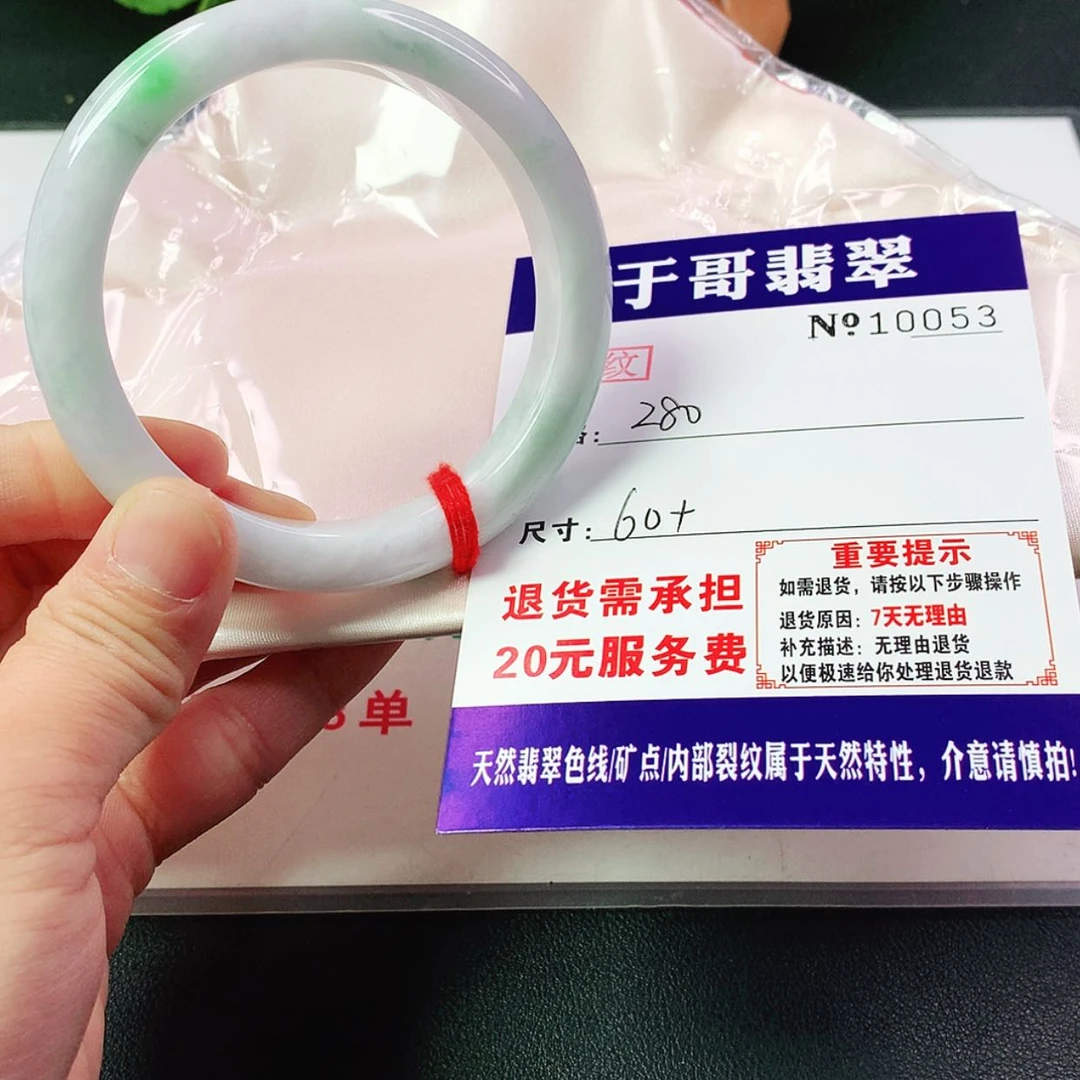 于哥翡翠
№10053
纹
280
尺寸：60+
退货需承担
20元服务费
重要提示
如需退货，请按以下步骤操作
退货原因：7天无理由
补充描述：无理由退货
以便极速给你处理退货退款
天然翡翠色线/矿点/内部裂纹属于天然特性，介意请慎拍!
单